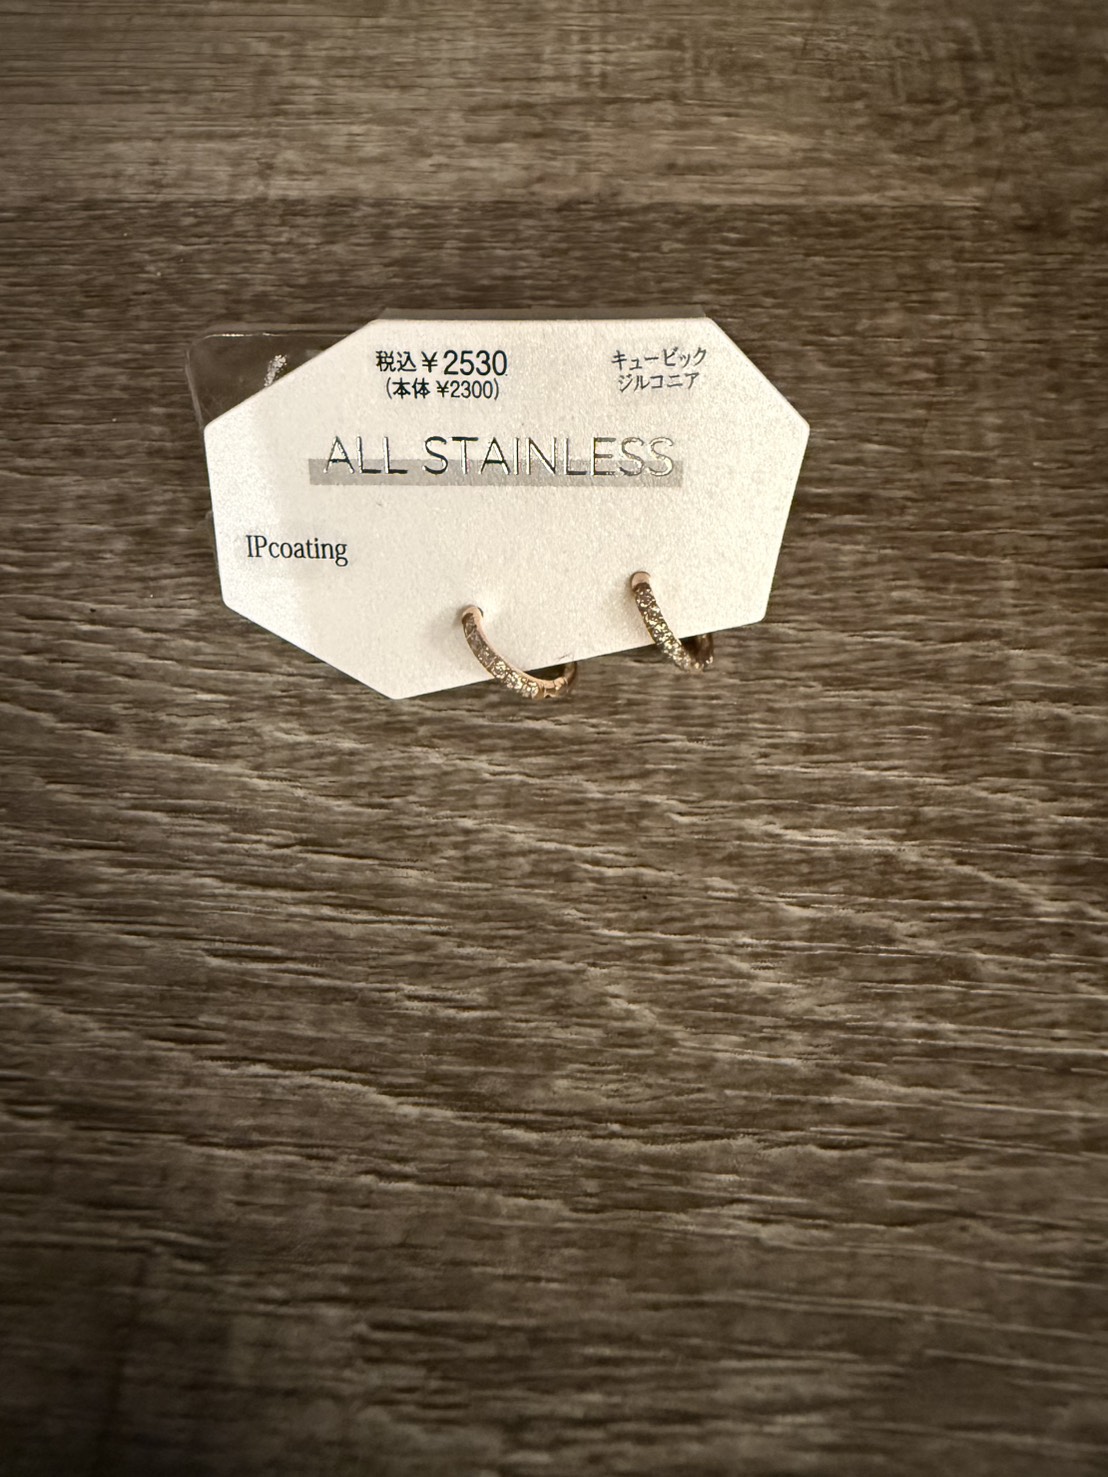 税込¥2530
(本体 ¥2300)
キュービック
ジルコニア
ALL STAINLESS
IPcoating